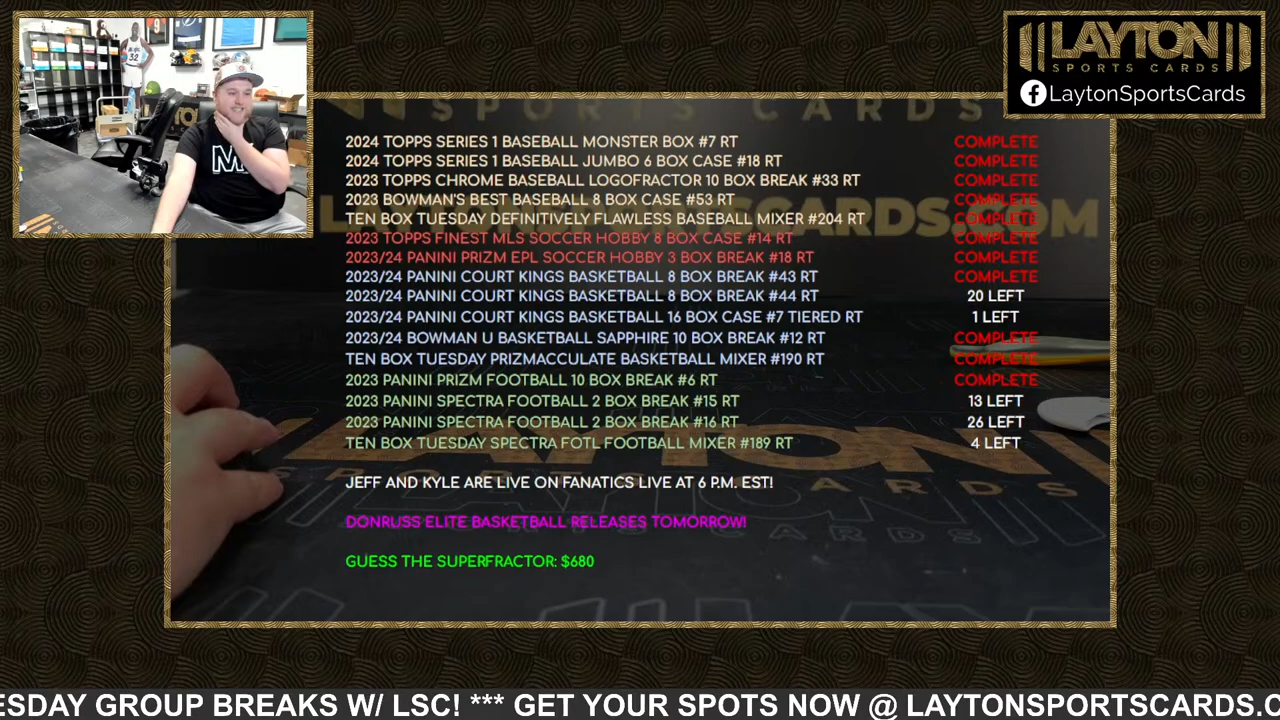 LAYTON
SPORTS CARDS
LaytonSportsCards
SPORTS CARDS
2024 TOPPS SERIES 1 BASEBALL MONSTER BOX #7 RT COMPLETE
2024 TOPPS SERIES 1 BASEBALL JUMBO 6 BOX CASE #18 RT COMPLETE
2023 TOPPS CHROME BASEBALL LOGOFRACTOR 10 BOX BREAK #33 RT COMPLETE
2023 BOWMAN'S BEST BASEBALL 8 BOX CASE #53 RT COMPLETE
TEN BOX TUESDAY DEFINITIVELY FLAWLESS BASEBALL MIXER #204 RT COMPLETE
2023 TOPPS FINEST MLS SOCCER HOBBY 8 BOX CASE #14 RT COMPLETE
2023/24 PANINI PRIZM EPL SOCCER HOBBY 3 BOX BREAK #18 RT COMPLETE
2023/24 PANINI COURT KINGS BASKETBALL 8 BOX BREAK #43 RT COMPLETE
2023/24 PANINI COURT KINGS BASKETBALL 8 BOX BREAK #44 RT 20 LEFT
2023/24 PANINI COURT KINGS BASKETBALL 16 BOX CASE #7 TIERED RT 1 LEFT
2023/24 BOWMAN U BASKETBALL SAPPHIRE 10 BOX BREAK #12 RT COMPLETE
TEN BOX TUESDAY PRIZMACCULATE BASKETBALL MIXER #190 RT COMPLETE
2023 PANINI PRIZM FOOTBALL 10 BOX BREAK #6 RT COMPLETE
2023 PANINI SPECTRA FOOTBALL 2 BOX BREAK #15 RT 13 LEFT
2023 PANINI SPECTRA FOOTBALL 2 BOX BREAK #16 RT 26 LEFT
TEN BOX TUESDAY SPECTRA FOTL FOOTBALL MIXER #189 RT 4 LEFT
JEFF AND KYLE ARE LIVE ON FANATICS LIVE AT 6 P.M. EST!
DONRUSS ELITE BASKETBALL RELEASES TOMORROW!
GUESS THE SUPERFRACTOR: $680
ESDAY GROUP BREAKS W/ LSC! *** GET YOUR SPOTS NOW @ LAYTONSPORTSCARDS.C